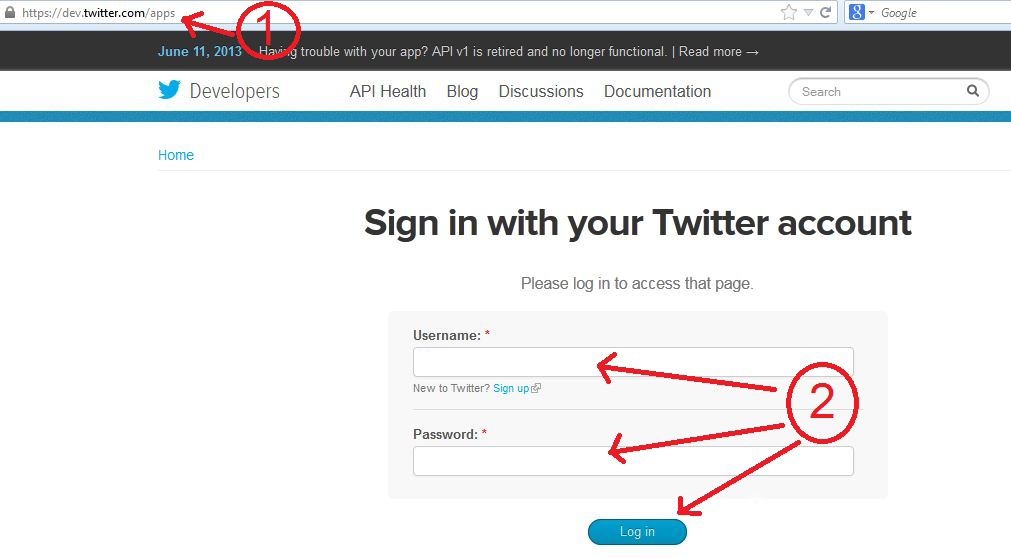 https://dev.twitter.com/apps
Google
1
June 11, 2013 Having trouble with your app? API v1 is retired and no longer functional. | Read more →
Developers API Health Blog Discussions Documentation Search
Home
Sign in with your Twitter account
Please log in to access that page.
Username: *
New to Twitter? Sign up
2
Password: *
Log in